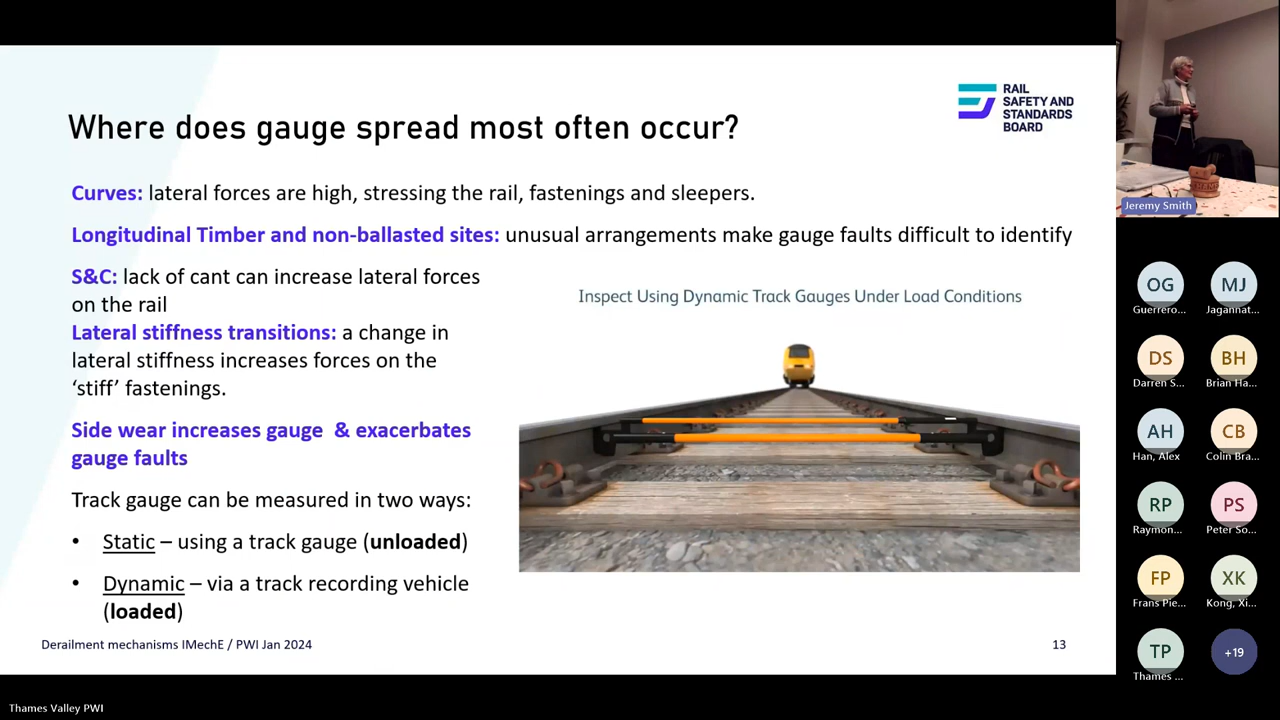 Where does gauge spread most often occur?
RAIL
SAFETY AND
STANDARDS
BOARD
Curves: lateral forces are high, stressing the rail, fastenings and sleepers.
Longitudinal Timber and non-ballasted sites: unusual arrangements make gauge faults difficult to identify
S&C: lack of cant can increase lateral forces
on the rail
Lateral stiffness transitions: a change in
lateral stiffness increases forces on the
‘stiff’ fastenings.
Side wear increases gauge & exacerbates
gauge faults
Track gauge can be measured in two ways:
• Static – using a track gauge (unloaded)
• Dynamic – via a track recording vehicle
(loaded)
Inspect Using Dynamic Track Gauges Under Load Conditions
Derailment mechanisms IMechE / PWI Jan 2024
13
Jeremy Smith
OG
Guerrero...
MJ
Jagannat...
DS
Darren S...
BH
Brian Ha...
AH
Han, Alex
CB
Colin Bra...
RP
Raymon...
PS
Peter So...
FP
Frans Pie...
XK
Kong, Xi...
TP
Thames ...
+19
Thames Valley PWI